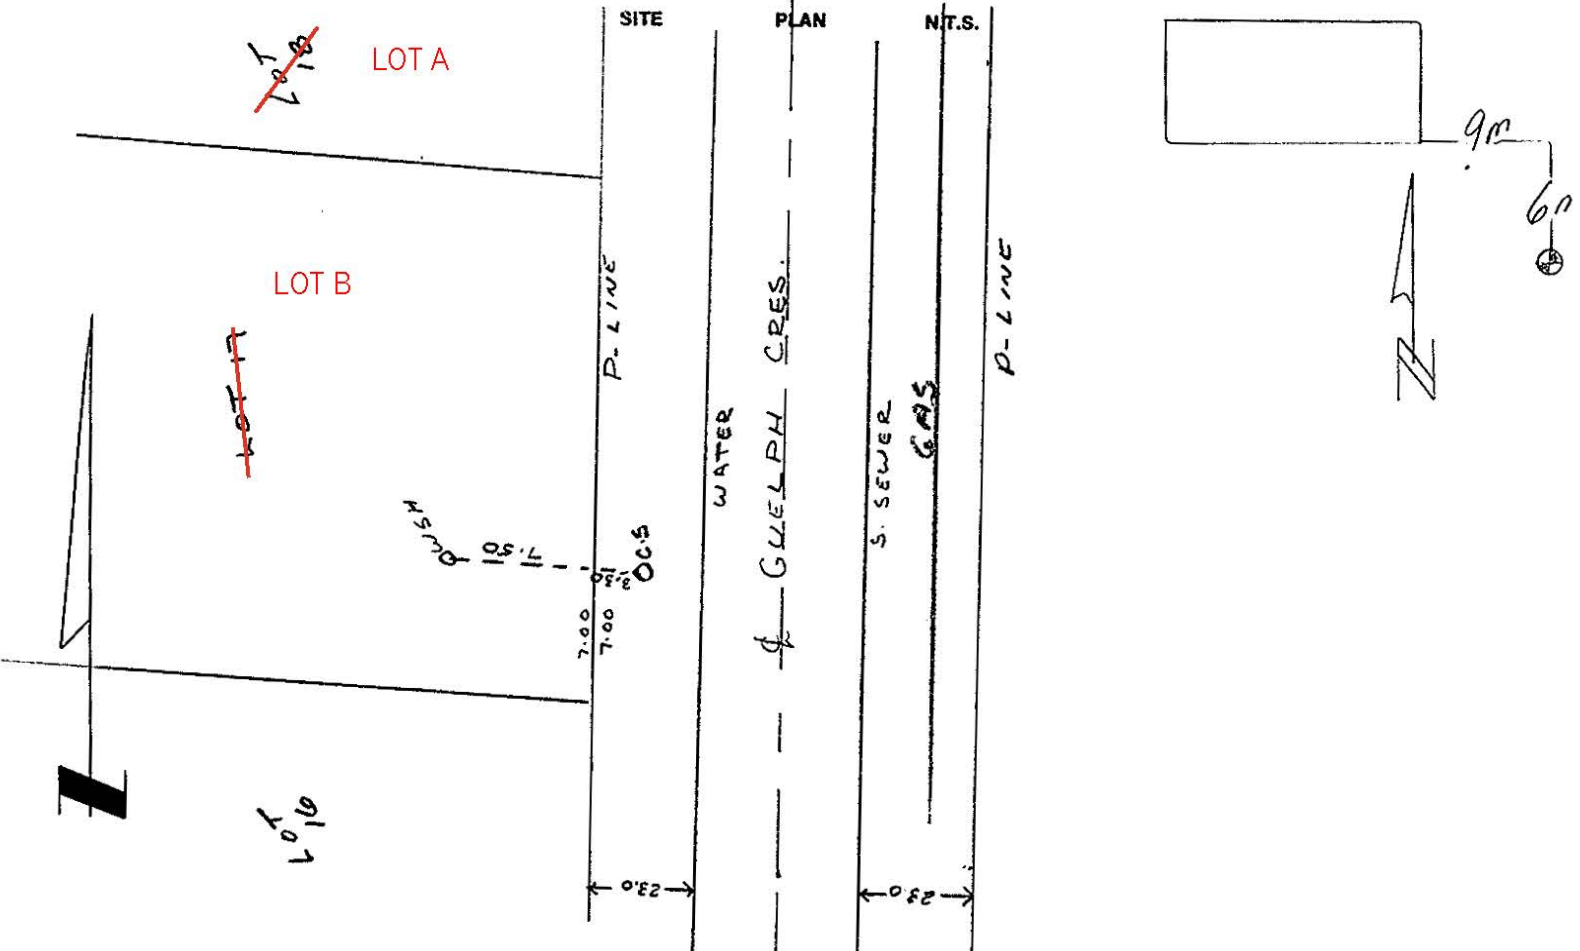 SITE PLAN N.T.S.
LOT 18
LOT A
9m
6m
P-LINE
P-LINE
LOT B
LOT 17
GUELPH CRES.
WATER
S. SEWER
GAS
7.50
3.30
C.S
7.00
7.00
N
N
LOT 16
23.0
23.0